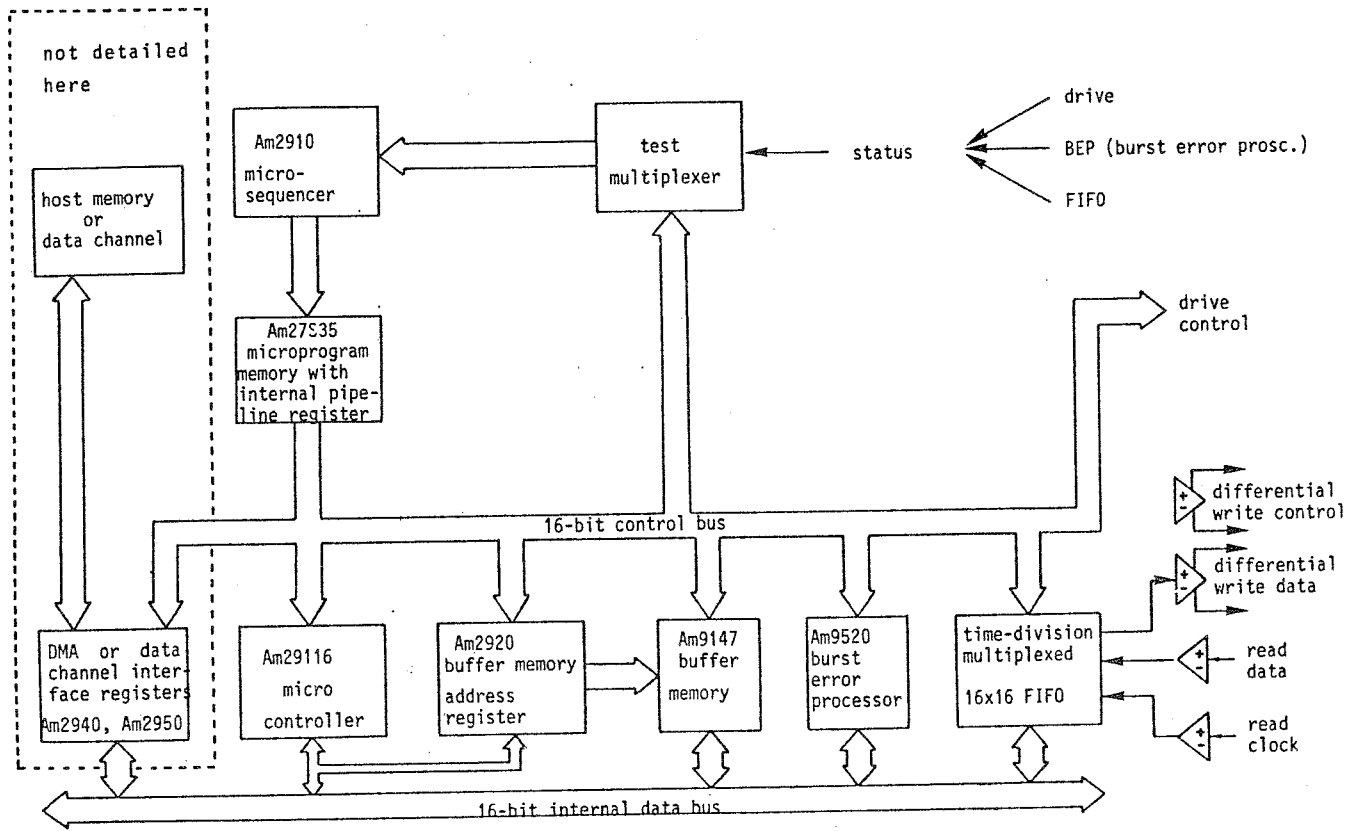 not detailed
here
host memory
or
data channel
Am2910
micro-
sequencer
test
multiplexer
status
drive
BEP (burst error prosc.)
FIFO
Am27S35
microprogram
memory with
internal pipe-
line register
drive
control
16-bit control bus
differential
write control
differential
write data
read
data
read
clock
DMA or data
channel inter-
face registers
Am2940, Am2950
Am29116
micro
controller
Am2920
buffer memory
address
register
Am9147
buffer
memory
Am9520
burst
error
processor
time-division
multiplexed
16x16 FIFO
+
-
+
-
+
-
+
-
16-bit internal data bus